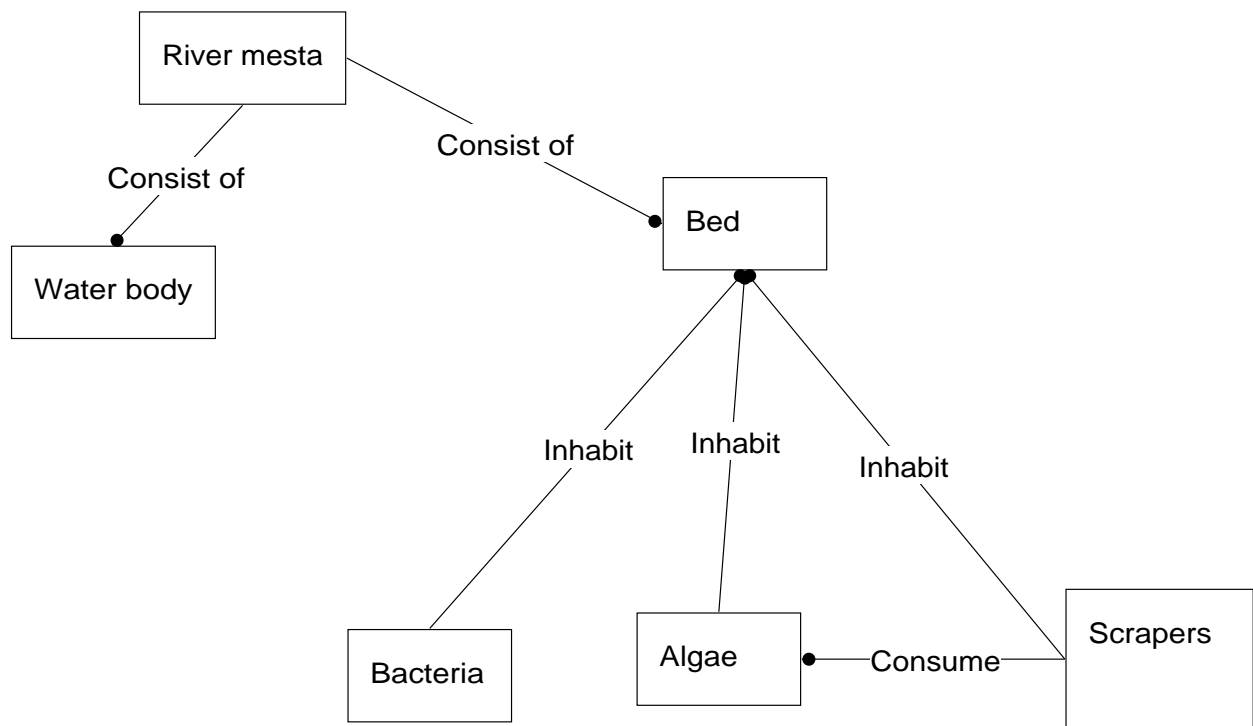 River mesta
Consist of
Consist of
Bed
Water body
Inhabit
Inhabit
Inhabit
Scrapers
Algae
Consume
Bacteria